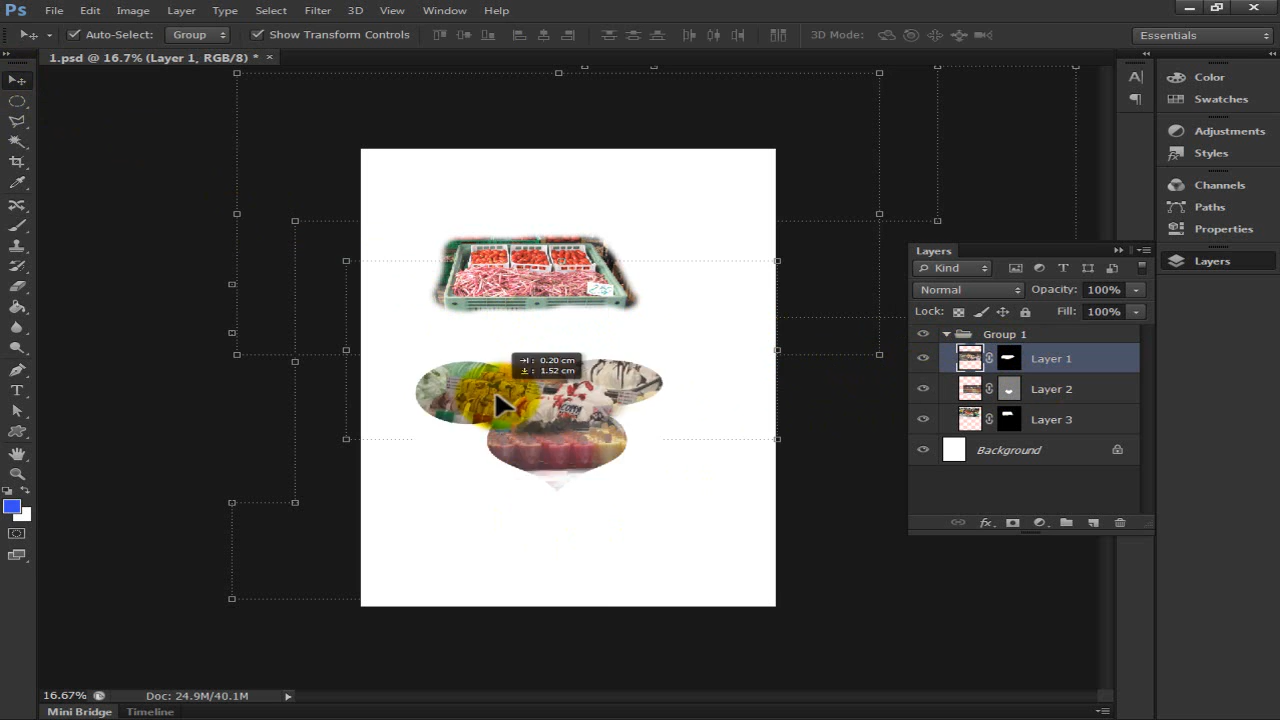 Ps File Edit Image Layer Type Select Filter 3D View Window Help
Auto-Select: Group Show Transform Controls 3D Mode: Essentials
1.psd @ 16.7% (Layer 1, RGB/8) * ×
A|
Color
Swatches
Adjustments
Styles
Channels
Paths
Properties
Layers
Layers
Kind
Normal Opacity: 100%
Lock: Fill: 100%
Group 1
Layer 1
Layer 2
Layer 3
Background
fx
0.20 cm
1.52 cm
16.67% Doc: 24.9M/40.1M
Mini Bridge Timeline